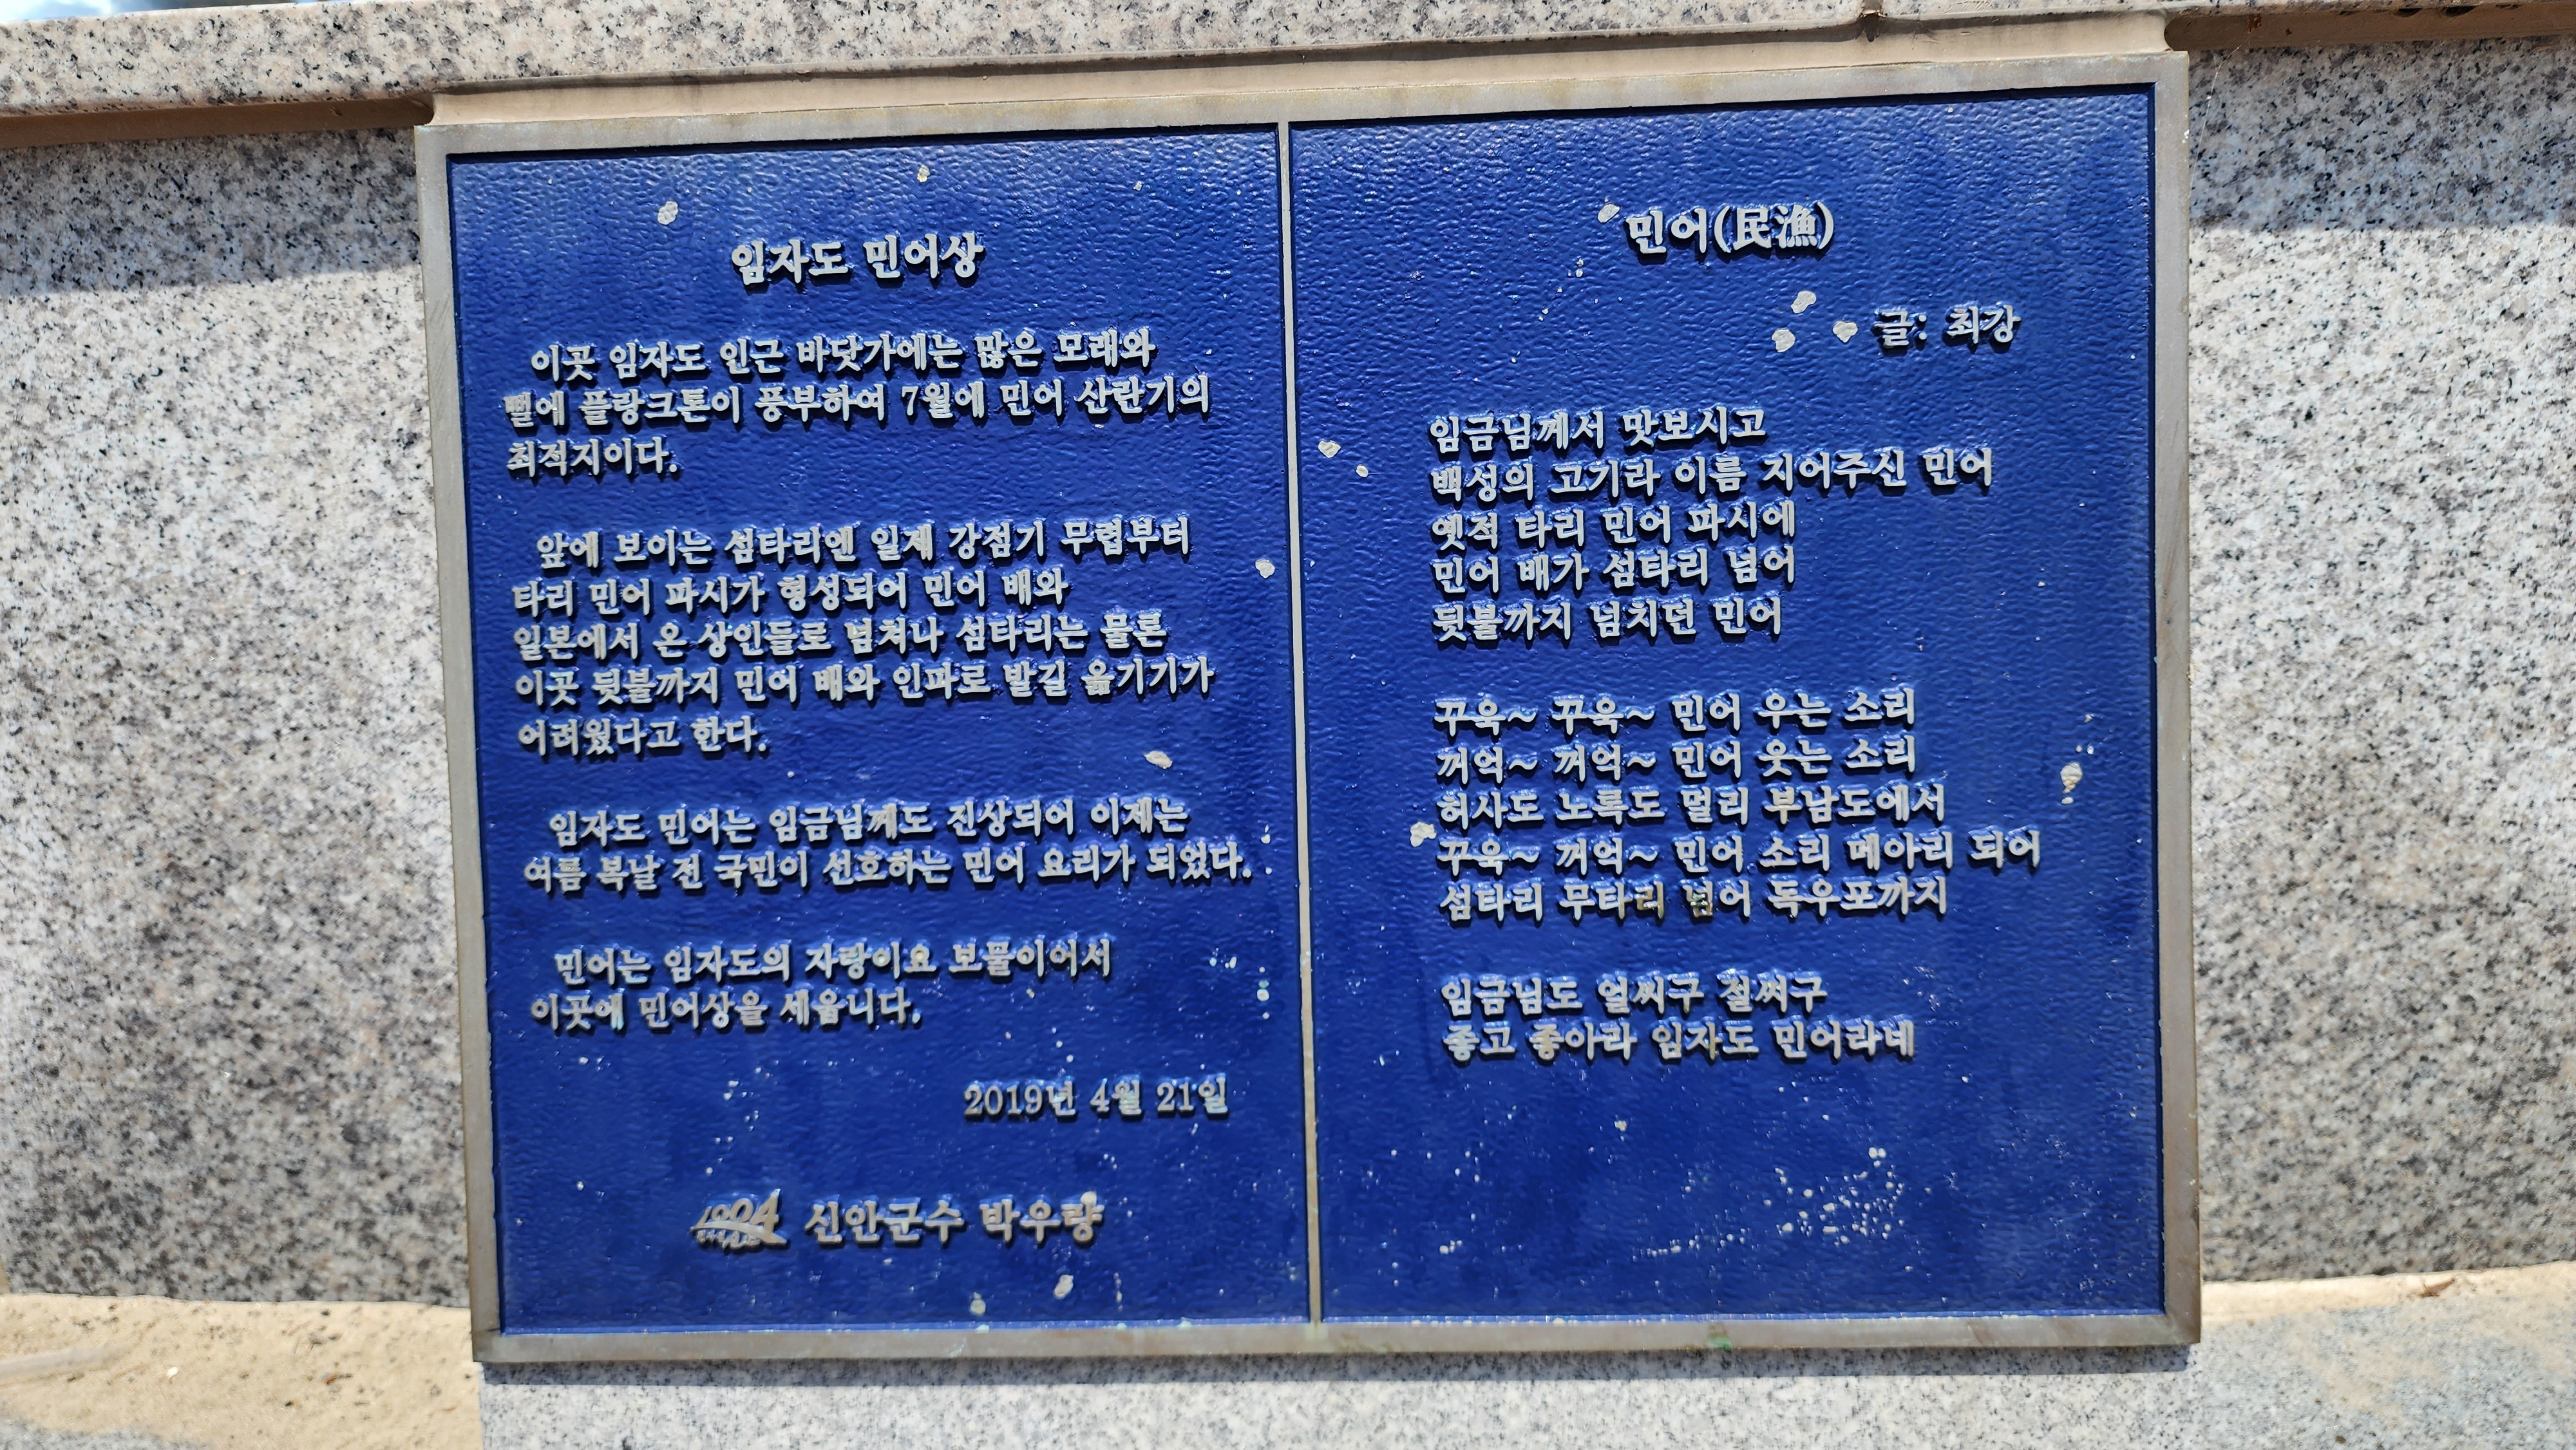 임자도 민어상
이곳 임자도 인근 바닷가에는 많은 모래와
뻘에 플랑크톤이 풍부하여 7월에 민어 산란기의
최적지이다.
앞에 보이는 섬타리엔 일제 강점기 무렵부터
타리 민어 파시가 형성되어 민어 배와
일본에서 온 상인들로 넘쳐나 섬타리는 물론
이곳 뒷불까지 민어 배와 인파로 발길 옮기기가
어려웠다고 한다.
임자도 민어는 임금님께도 진상되어 이제는
여름 복날 전 국민이 선호하는 민어 요리가 되었다.
민어는 임자도의 자랑이요 보물이어서
이곳에 민어상을 세웁니다.
2019년 4월 21일
1004 신안군수 박우량
민어(民漁)
글: 최강
임금님께서 맛보시고
백성의 고기라 이름 지어주신 민어
옛적 타리 민어 파시에
민어 배가 섬타리 넘어
뒷불까지 넘치던 민어
꾸욱~ 꾸욱~ 민어 우는 소리
꺼억~ 꺼억~ 민어 웃는 소리
허사도 노록도 멀리 부남도에서
꾸욱~ 꺼억~ 민어 소리 메아리 되어
섬타리 무타리 넘어 독우포까지
임금님도 얼씨구 절씨구
좋고 좋아라 임자도 민어라네